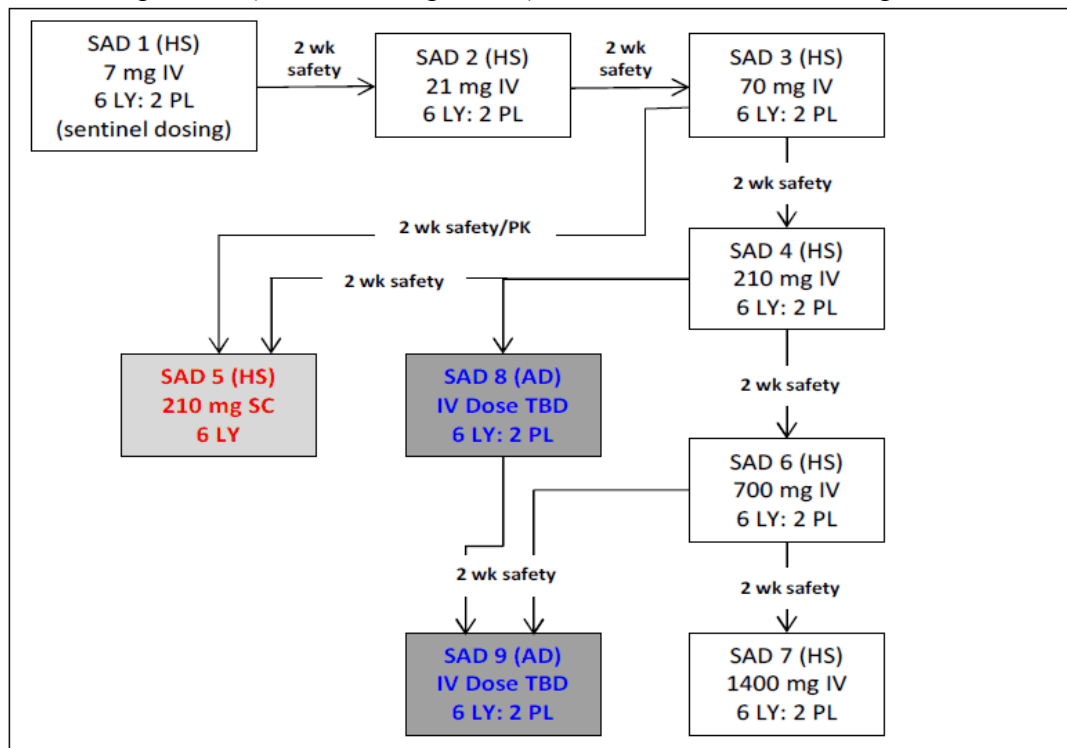 SAD 1 (HS)
7 mg IV
6 LY: 2 PL
(sentinel dosing)
2 wk
safety
SAD 2 (HS)
21 mg IV
6 LY: 2 PL
2 wk
safety
SAD 3 (HS)
70 mg IV
6 LY: 2 PL
2 wk safety
2 wk safety/PK
SAD 4 (HS)
210 mg IV
6 LY: 2 PL
2 wk safety
SAD 5 (HS)
210 mg SC
6 LY
SAD 8 (AD)
IV Dose TBD
6 LY: 2 PL
2 wk safety
SAD 6 (HS)
700 mg IV
6 LY: 2 PL
2 wk safety
2 wk safety
SAD 9 (AD)
IV Dose TBD
6 LY: 2 PL
SAD 7 (HS)
1400 mg IV
6 LY: 2 PL